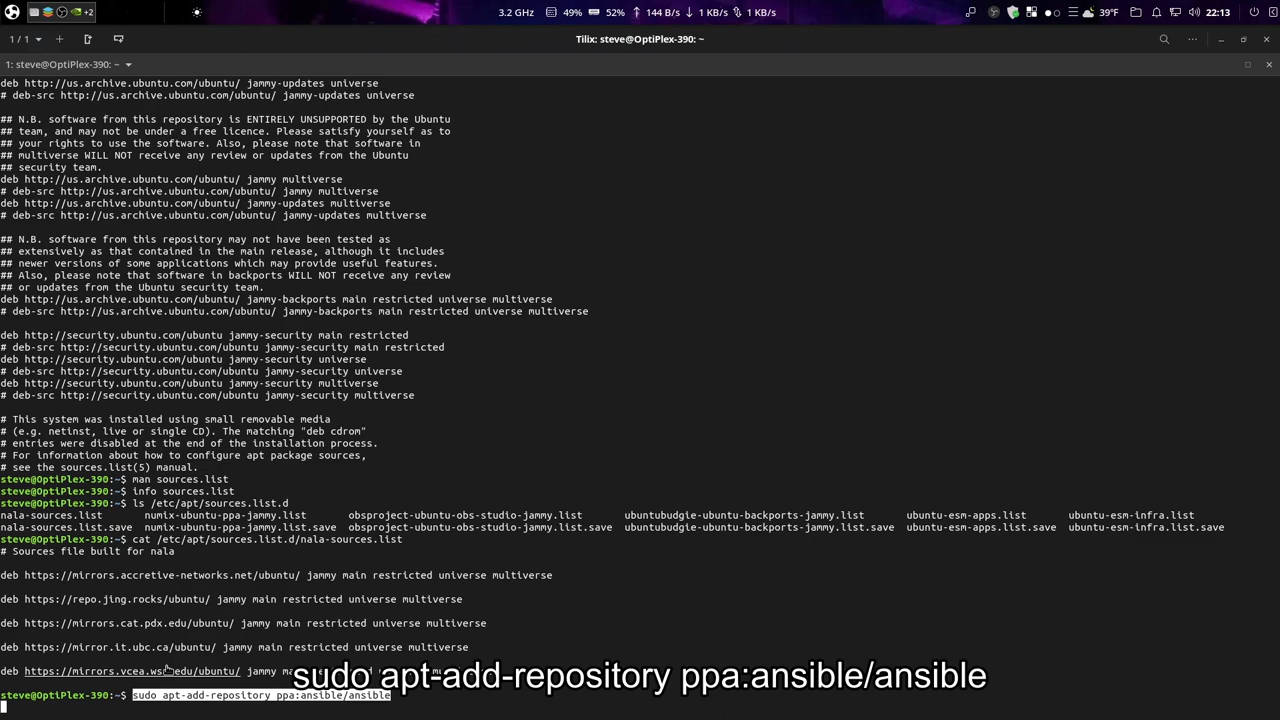 +2
3.2 GHz 49% 52% 144 B/s 1 KB/s 1 KB/s
39°F 22:13
1 / 1
Tilix: steve@OptiPlex-390: ~
1: steve@OptiPlex-390: ~
deb http://us.archive.ubuntu.com/ubuntu/ jammy-updates universe
# deb-src http://us.archive.ubuntu.com/ubuntu/ jammy-updates universe
## N.B. software from this repository is ENTIRELY UNSUPPORTED by the Ubuntu
## team, and may not be under a free licence. Please satisfy yourself as to
## your rights to use the software. Also, please note that software in
## multiverse WILL NOT receive any review or updates from the Ubuntu
## security team.
deb http://us.archive.ubuntu.com/ubuntu/ jammy multiverse
# deb-src http://us.archive.ubuntu.com/ubuntu/ jammy multiverse
deb http://us.archive.ubuntu.com/ubuntu/ jammy-updates multiverse
# deb-src http://us.archive.ubuntu.com/ubuntu/ jammy-updates multiverse
## N.B. software from this repository may not have been tested as
## extensively as that contained in the main release, although it includes
## newer versions of some applications which may provide useful features.
## Also, please note that software in backports WILL NOT receive any review
## or updates from the Ubuntu security team.
deb http://us.archive.ubuntu.com/ubuntu/ jammy-backports main restricted universe multiverse
# deb-src http://us.archive.ubuntu.com/ubuntu/ jammy-backports main restricted universe multiverse
deb http://security.ubuntu.com/ubuntu jammy-security main restricted
# deb-src http://security.ubuntu.com/ubuntu jammy-security main restricted
deb http://security.ubuntu.com/ubuntu jammy-security universe
# deb-src http://security.ubuntu.com/ubuntu jammy-security universe
deb http://security.ubuntu.com/ubuntu jammy-security multiverse
# deb-src http://security.ubuntu.com/ubuntu jammy-security multiverse
# This system was installed using small removable media
# (e.g. netinst, live or single CD). The matching "deb cdrom"
# entries were disabled at the end of the installation process.
# For information about how to configure apt package sources,
# see the sources.list(5) manual.
steve@OptiPlex-390:~$ man sources.list
steve@OptiPlex-390:~$ info sources.list
steve@OptiPlex-390:~$ ls /etc/apt/sources.list.d
nala-sources.list numix-ubuntu-ppa-jammy.list obsproject-ubuntu-obs-studio-jammy.list ubuntubudgie-ubuntu-backports-jammy.list ubuntu-esm-apps.list ubuntu-esm-infra.list
nala-sources.list.save numix-ubuntu-ppa-jammy.list.save obsproject-ubuntu-obs-studio-jammy.list.save ubuntubudgie-ubuntu-backports-jammy.list.save ubuntu-esm-apps.list.save ubuntu-esm-infra.list.save
steve@OptiPlex-390:~$ cat /etc/apt/sources.list.d/nala-sources.list
# Sources file built for nala
deb https://mirrors.accretive-networks.net/ubuntu/ jammy main restricted universe multiverse
deb https://repo.jing.rocks/ubuntu/ jammy main restricted universe multiverse
deb https://mirrors.cat.pdx.edu/ubuntu/ jammy main restricted universe multiverse
deb https://mirror.it.ubc.ca/ubuntu/ jammy main restricted universe multiverse
deb https://mirrors.vcea.wsu.edu/ubuntu/ jammy
sudo apt-add-repository ppa:ansible/ansible
steve@OptiPlex-390:~$ sudo apt-add-repository ppa:ansible/ansible